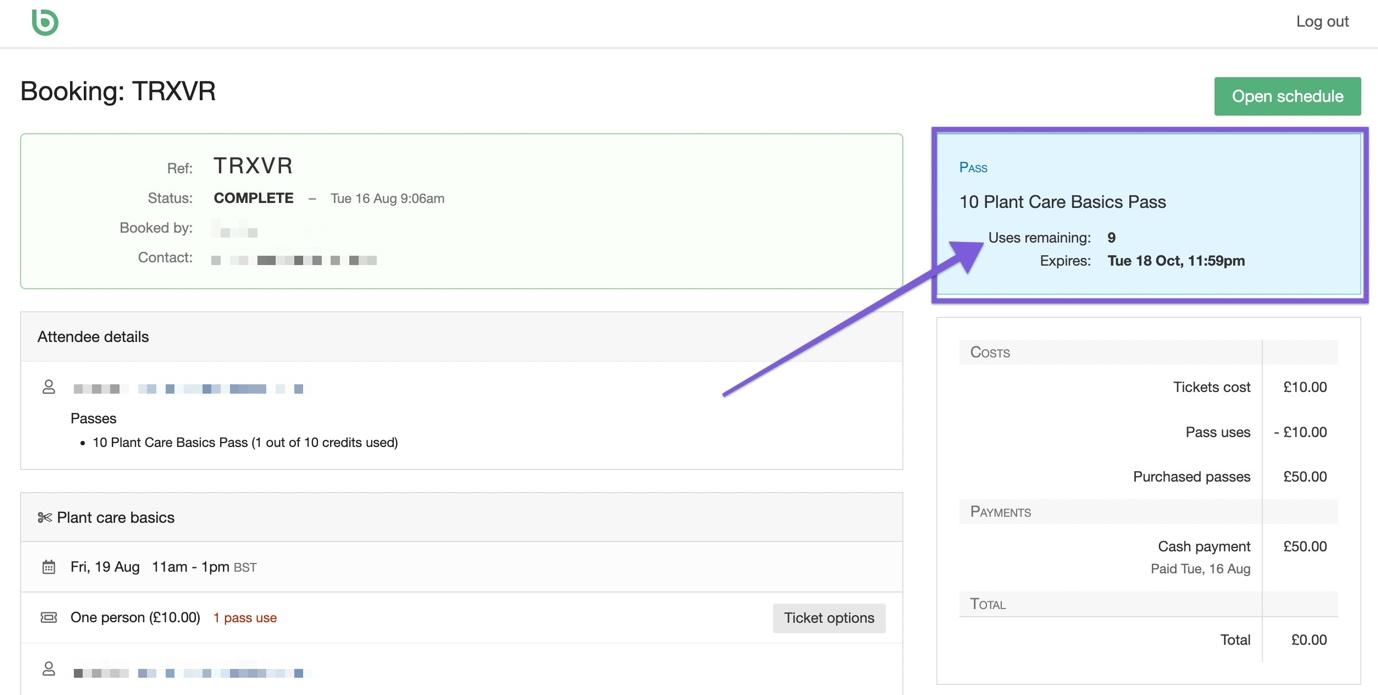 Log out
Booking: TRXVR
Open schedule
Ref: TRXVR
Status: COMPLETE – Tue 16 Aug 9:06am
Booked by:
Contact:
Attendee details
Passes
• 10 Plant Care Basics Pass (1 out of 10 credits used)
Plant care basics
Fri, 19 Aug 11am - 1pm BST
One person (£10.00) 1 pass use
Ticket options
PASS
10 Plant Care Basics Pass
Uses remaining: 9
Expires: Tue 18 Oct, 11:59pm
COSTS
Tickets cost £10.00
Pass uses - £10.00
Purchased passes £50.00
PAYMENTS
Cash payment £50.00
Paid Tue, 16 Aug
TOTAL
Total £0.00